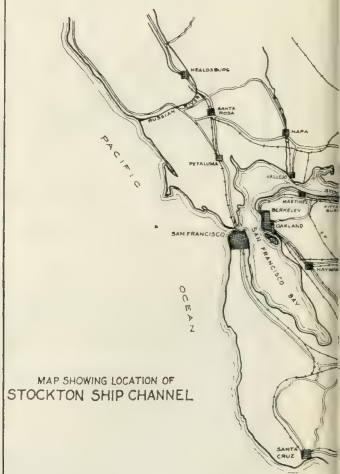 HEALDSBURG
RUSSIAN
SANTA
ROSA
NAPA
PACIFIC
PETALUMA
VALLEJO
MARTINEZ
BERKELEY
OAKLAND
SAN FRANCISCO
SAN FRANCISCO BAY
OCEAN
MAP SHOWING LOCATION OF
STOCKTON SHIP CHANNEL
SANTA
CRUZ